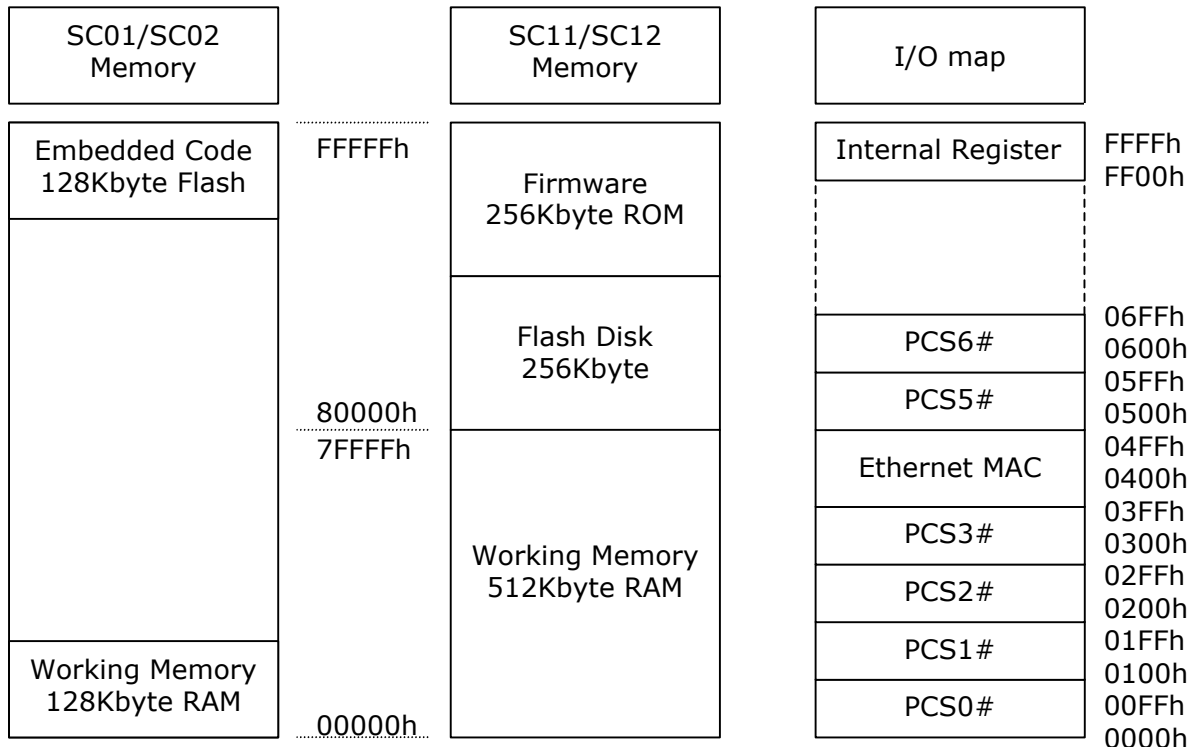 SC01/SC02
Memory
SC11/SC12
Memory
I/O map
Embedded Code
128Kbyte Flash
Working Memory
128Kbyte RAM
FFFFFh
80000h
7FFFFh
00000h
Firmware
256Kbyte ROM
Flash Disk
256Kbyte
Working Memory
512Kbyte RAM
Internal Register
PCS6#
PCS5#
Ethernet MAC
PCS3#
PCS2#
PCS1#
PCS0#
FFFFh
FF00h
06FFh
0600h
05FFh
0500h
04FFh
0400h
03FFh
0300h
02FFh
0200h
01FFh
0100h
00FFh
0000h